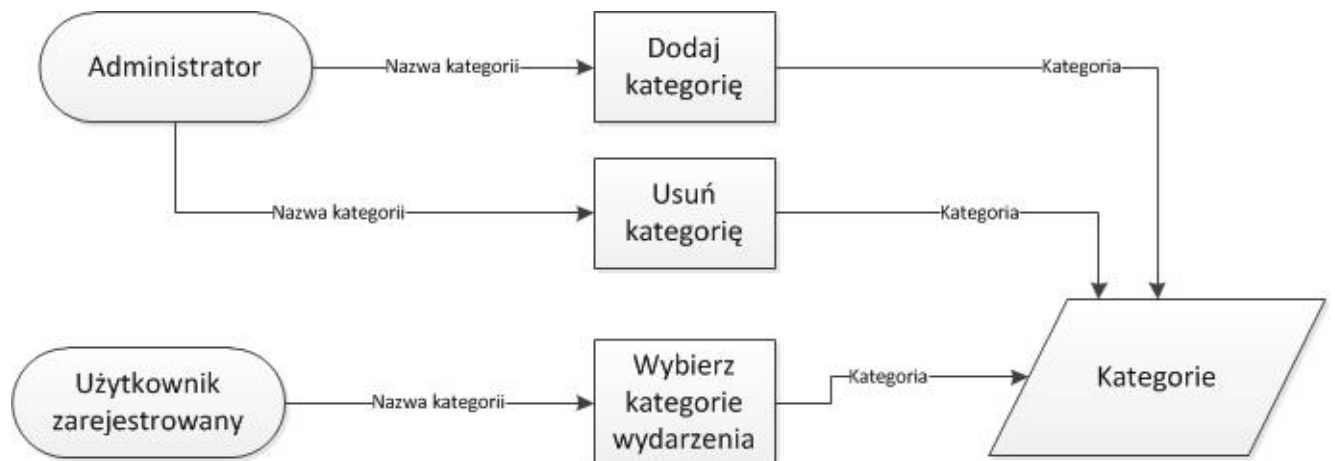 Administrator
Nazwa kategorii
Dodaj
kategorię
Kategoria
Nazwa kategorii
Usuń
kategorię
Kategoria
Użytkownik
zarejestrowany
Nazwa kategorii
Wybierz
kategorie
wydarzenia
Kategoria
Kategorie